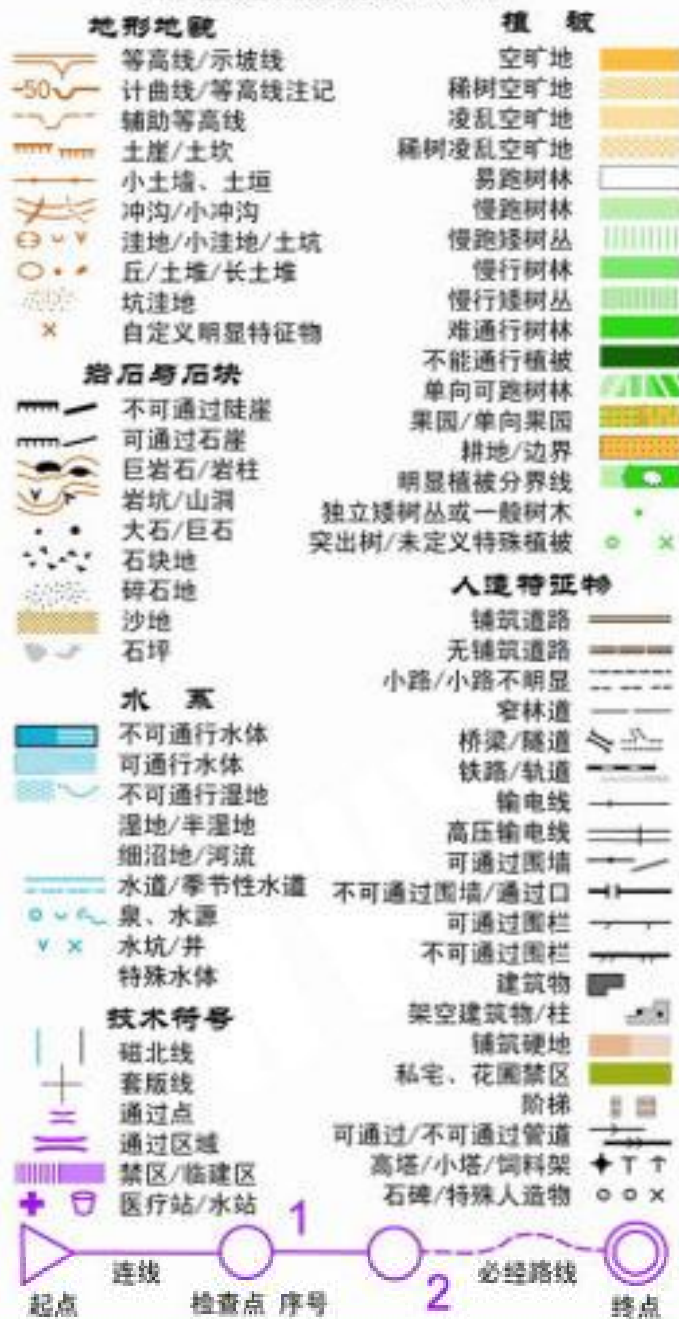 地形地貌
等高线/示坡线
50
计曲线/等高线注记
辅助等高线
土崖/土坎
小土墙、土垣
冲沟/小冲沟
洼地/小洼地/土坑
丘/土堆/长土堆
坑洼地
自定义明显特征物
岩石与石块
不可通过陡崖
可通过石崖
巨岩石/岩柱
岩坑/山洞
大石/巨石
石块地
碎石地
沙地
石坪
水 系
不可通行水体
可通行水体
不可通行湿地
湿地/半湿地
细沼地/河流
水道/季节性水道
泉、水源
水坑/井
特殊水体
技术符号
磁北线
套版线
通过点
通过区域
禁区/临建区
医疗站/水站
植 被
空旷地
稀树空旷地
凌乱空旷地
稀树凌乱空旷地
易跑树林
慢跑树林
慢跑矮树丛
慢行树林
慢行矮树丛
难通行树林
不能通行植被
单向可跑树林
果园/单向果园
耕地/边界
明显植被分界线
独立矮树丛或一般树木
突出树/未定义特殊植被
人造特征物
铺筑道路
无铺筑道路
小路/小路不明显
窄林道
桥梁/隧道
铁路/轨道
输电线
高压输电线
可通过围墙
不可通过围墙/通过口
可通过围栏
不可通过围栏
建筑物
架空建筑物/柱
铺筑硬地
私宅、花圃禁区
阶梯
可通过/不可通过管道
高塔/小塔/饲料架
石碑/特殊人造物
1
2
连线
必经路线
起点
检查点 序号
终点